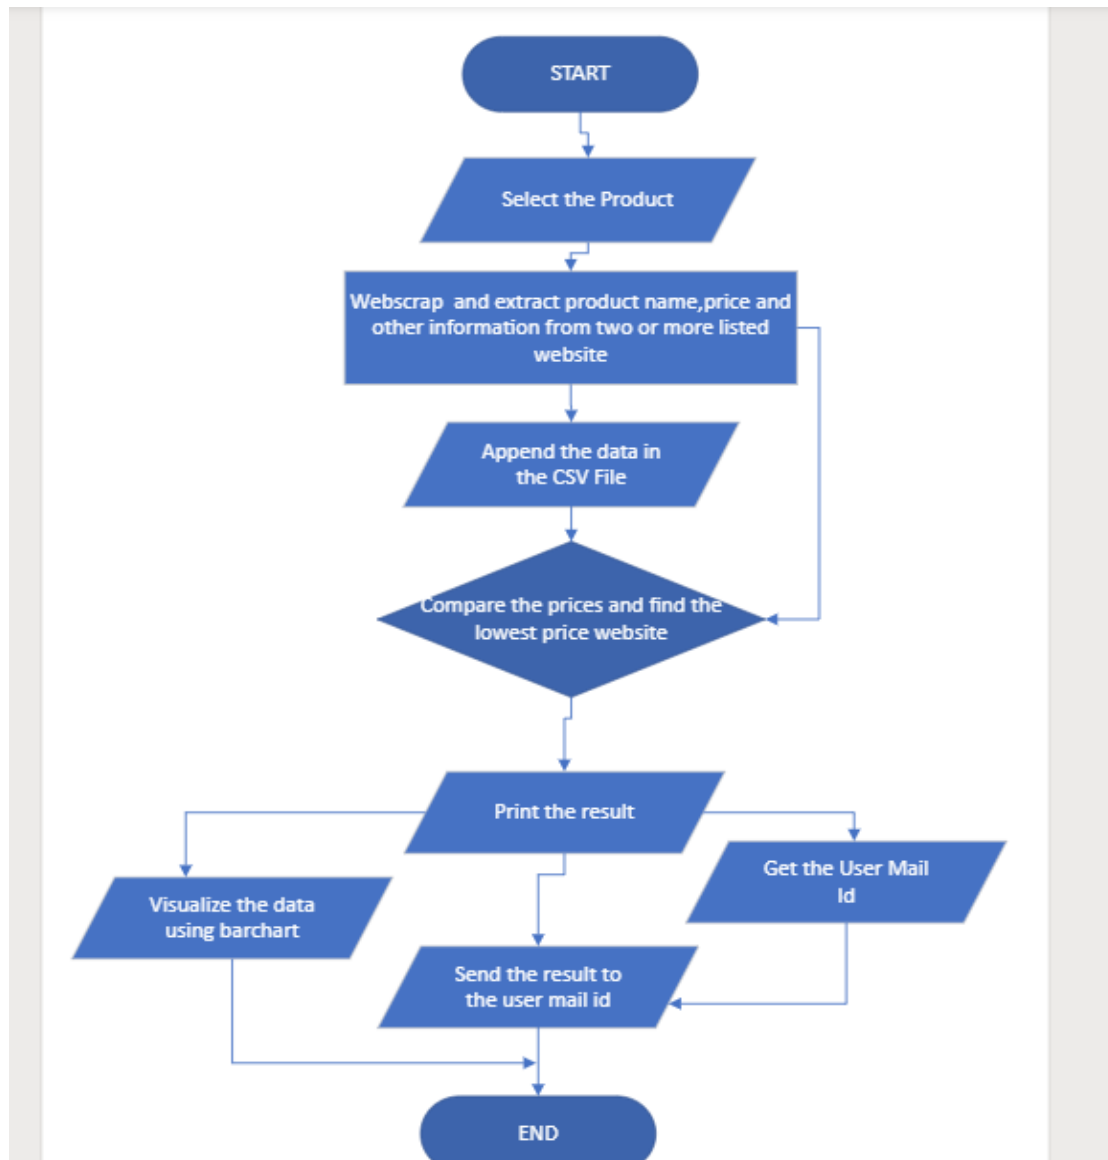 START
Select the Product
Webscrap and extract product name,price and
other information from two or more listed
website
Append the data in
the CSV File
Compare the prices and find the
lowest price website
Print the result
Get the User Mail
Id
Visualize the data
using barchart
Send the result to
the user mail id
END